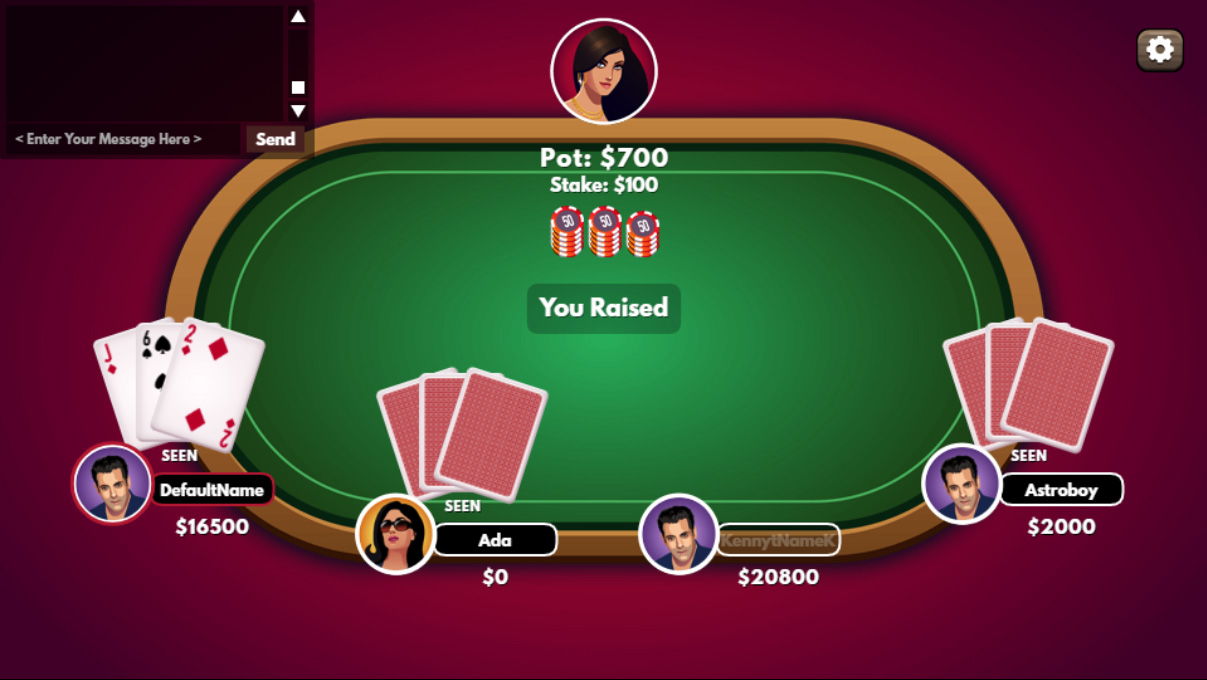 < Enter Your Message Here >
Send
Pot: $700
Stake: $100
50 50 50
You Raised
J
6
2
2
SEEN
DefaultName
$16500
SEEN
Ada
$0
KennytNameK
$20800
SEEN
Astroboy
$2000